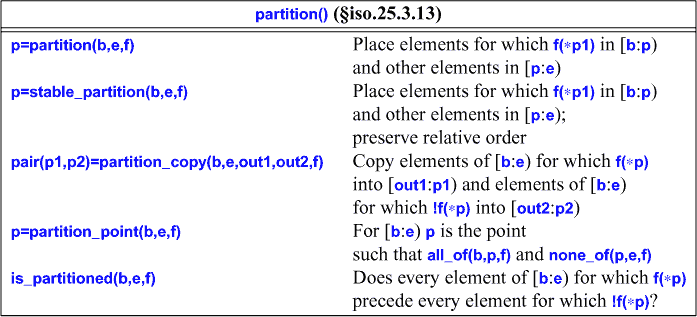 partition() (§iso.25.3.13)
p=partition(b,e,f) Place elements for which f(∗p1) in [b:p)
and other elements in [p:e)
p=stable_partition(b,e,f) Place elements for which f(∗p1) in [b:p)
and other elements in [p:e);
preserve relative order
pair(p1,p2)=partition_copy(b,e,out1,out2,f) Copy elements of [b:e) for which f(∗p)
into [out1:p1) and elements of [b:e)
for which !f(∗p) into [out2:p2)
p=partition_point(b,e,f) For [b:e) p is the point
such that all_of(b,p,f) and none_of(p,e,f)
is_partitioned(b,e,f) Does every element of [b:e) for which f(∗p)
precede every element for which !f(∗p)?